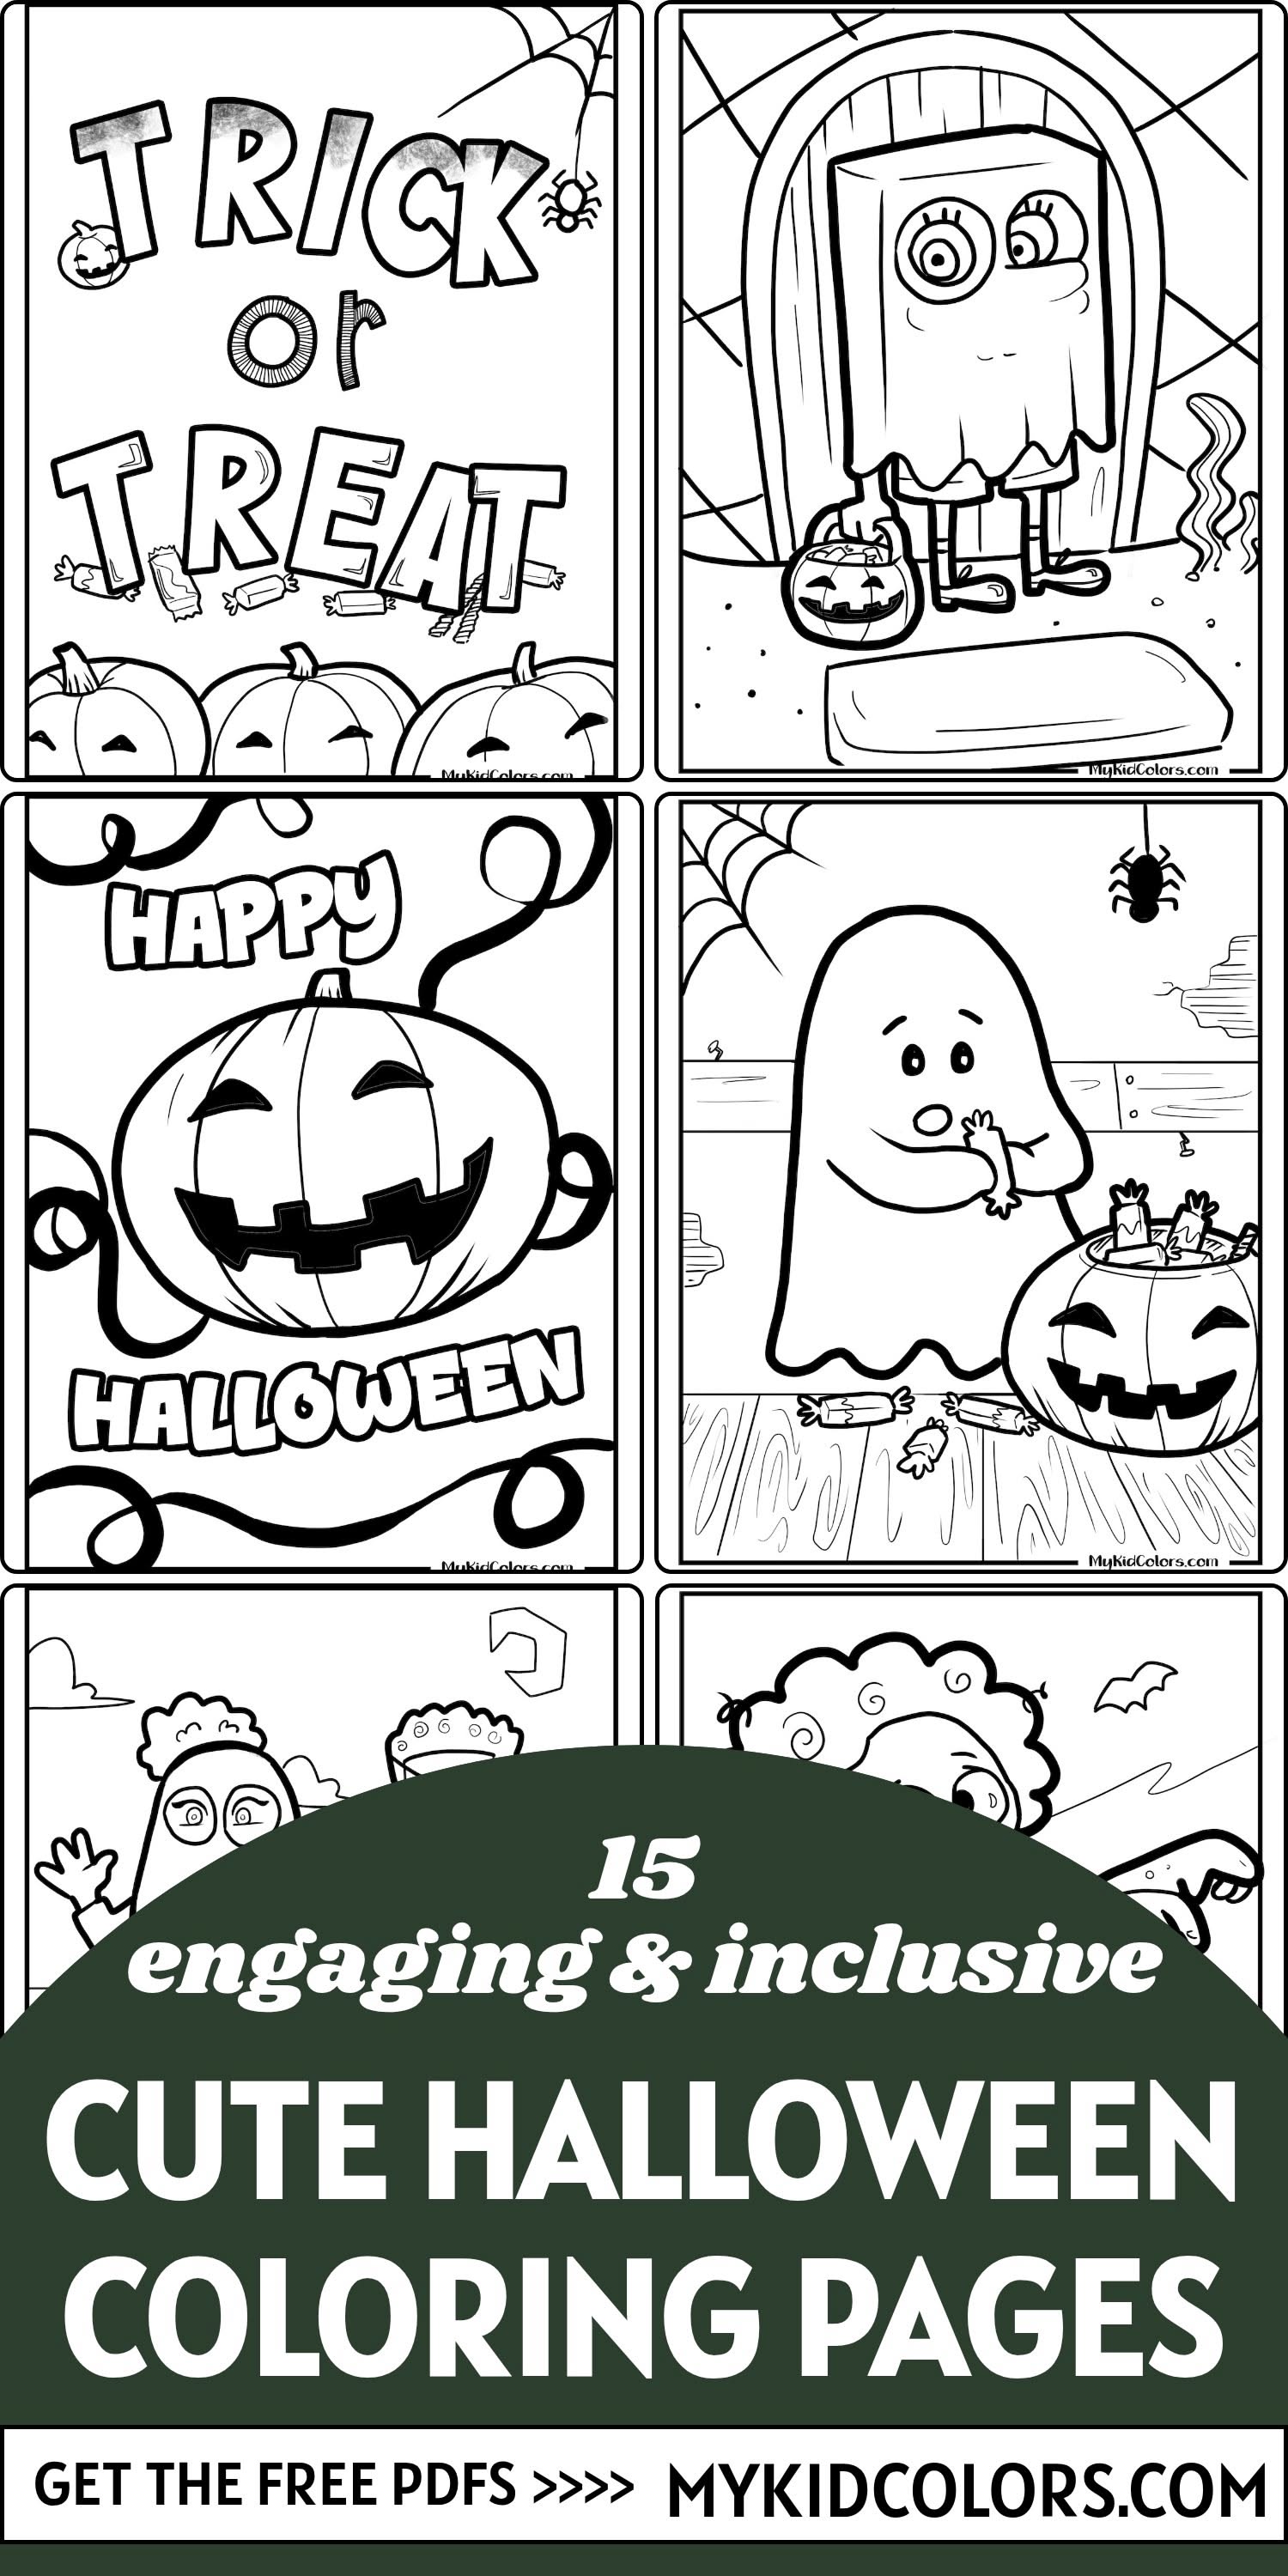 TRICK
or
TREAT
MyKidColors.com
MyKidColors.com
HAPPY
HALLOWEEN
MyKidColors.com
MyKidColors.com
15
engaging & inclusive
CUTE HALLOWEEN
COLORING PAGES
GET THE FREE PDFS >>>> MYKIDCOLORS.COM